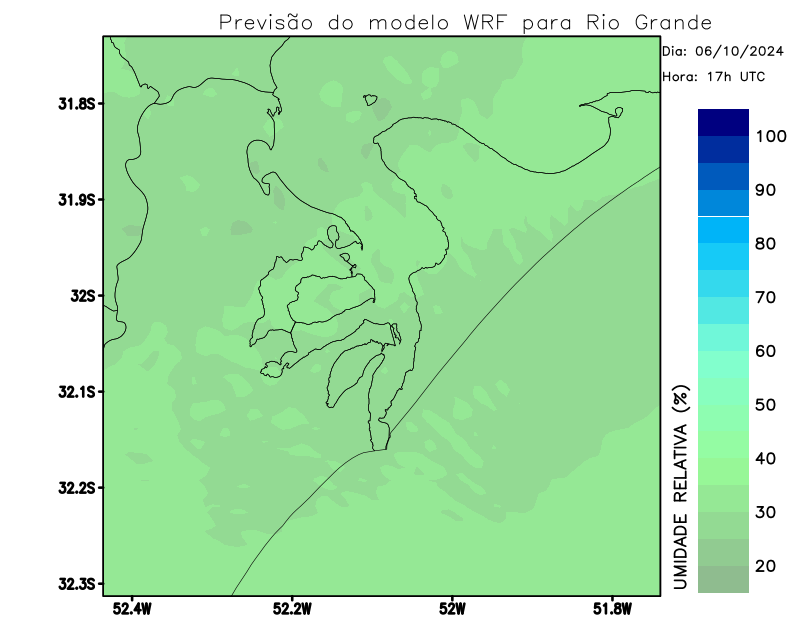 Previsão do modelo WRF para Rio Grande
Dia: 06/10/2024
Hora: 17h UTC
31.8S
31.9S
32S
32.1S
32.2S
32.3S
52.4W
52.2W
52W
51.8W
100
90
80
70
60
50
40
30
20
UMIDADE RELATIVA (%)